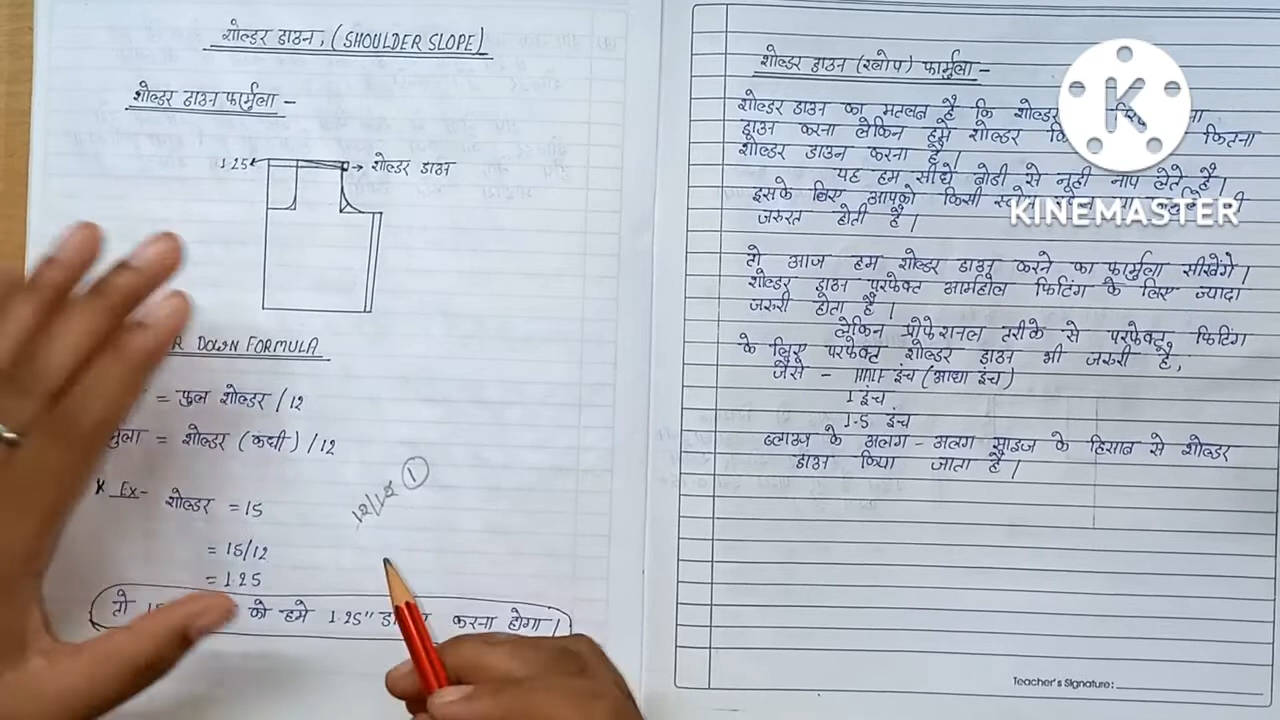 शोल्डर डाउन, (SHOULDER SLOPE)
शोल्डर डाउन फार्मुला -
1.25
शोल्डर डाउन
R DOWN FORMULA
= फुल शोल्डर / 12
र्मुला = शोल्डर (कंधी) / 12
Ex- शोल्डर = 15
= 15/12
= 1.25
12/12 1
तो को हमे 1.25" करना होगा।
शोल्डर डाउन (स्लोप) फार्मुला -
शोल्डर डाउन का मतलब है कि शोल्डर
डाउन करना लेकिन हमे शोल्डर कितना
शोल्डर डाउन करना है।
यह हम सीधे बोडी से नही नाप लेते है।
इसके लिए आपको किसी
जरुरत होती है।
तो आज हम शोल्डर डाउन करने का फार्मुला सीखेंगे।
शोल्डर डाउन परफेक्ट आर्महोल फिटिंग के लिए ज्यादा
जरुरी होता है।
लेकिन प्रोफेशनल तरीके से परफेक्ट फिटिंग
के लिए परफेक्ट शोल्डर डाउन भी जरुरी है,
जैसे - इंच (आधा इंच)
1 इंच
1.5 इंच
ब्लाउज के अलग - अलग साइज के हिसाब से शोल्डर
डाउन किया जाता है।
Teacher's Signature:
KINEMASTER